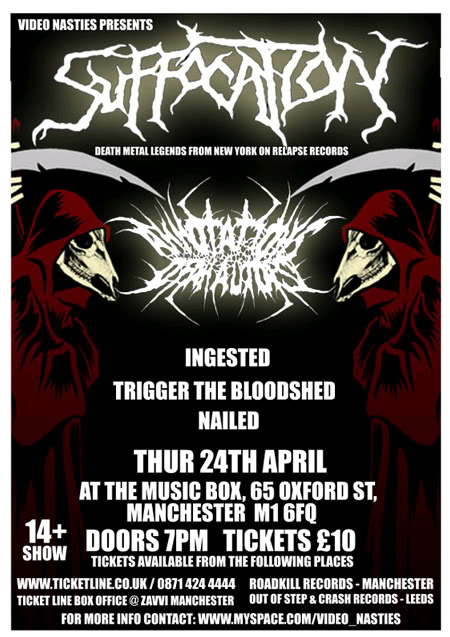 VIDEO NASTIES PRESENTS
SUFFOCATION
DEATH METAL LEGENDS FROM NEW YORK ON RELAPSE RECORDS
INGESTED
TRIGGER THE BLOODSHED
NAILED
THUR 24TH APRIL
AT THE MUSIC BOX, 65 OXFORD ST,
MANCHESTER M1 6FQ
14+
SHOW
DOORS 7PM TICKETS £10
TICKETS AVAILABLE FROM THE FOLLOWING PLACES
WWW.TICKETLINE.CO.UK / 0871 424 4444
TICKET LINE BOX OFFICE @ ZAVVI MANCHESTER
ROADKILL RECORDS - MANCHESTER
OUT OF STEP & CRASH RECORDS - LEEDS
FOR MORE INFO CONTACT: WWW.MYSPACE.COM/VIDEO_NASTIES